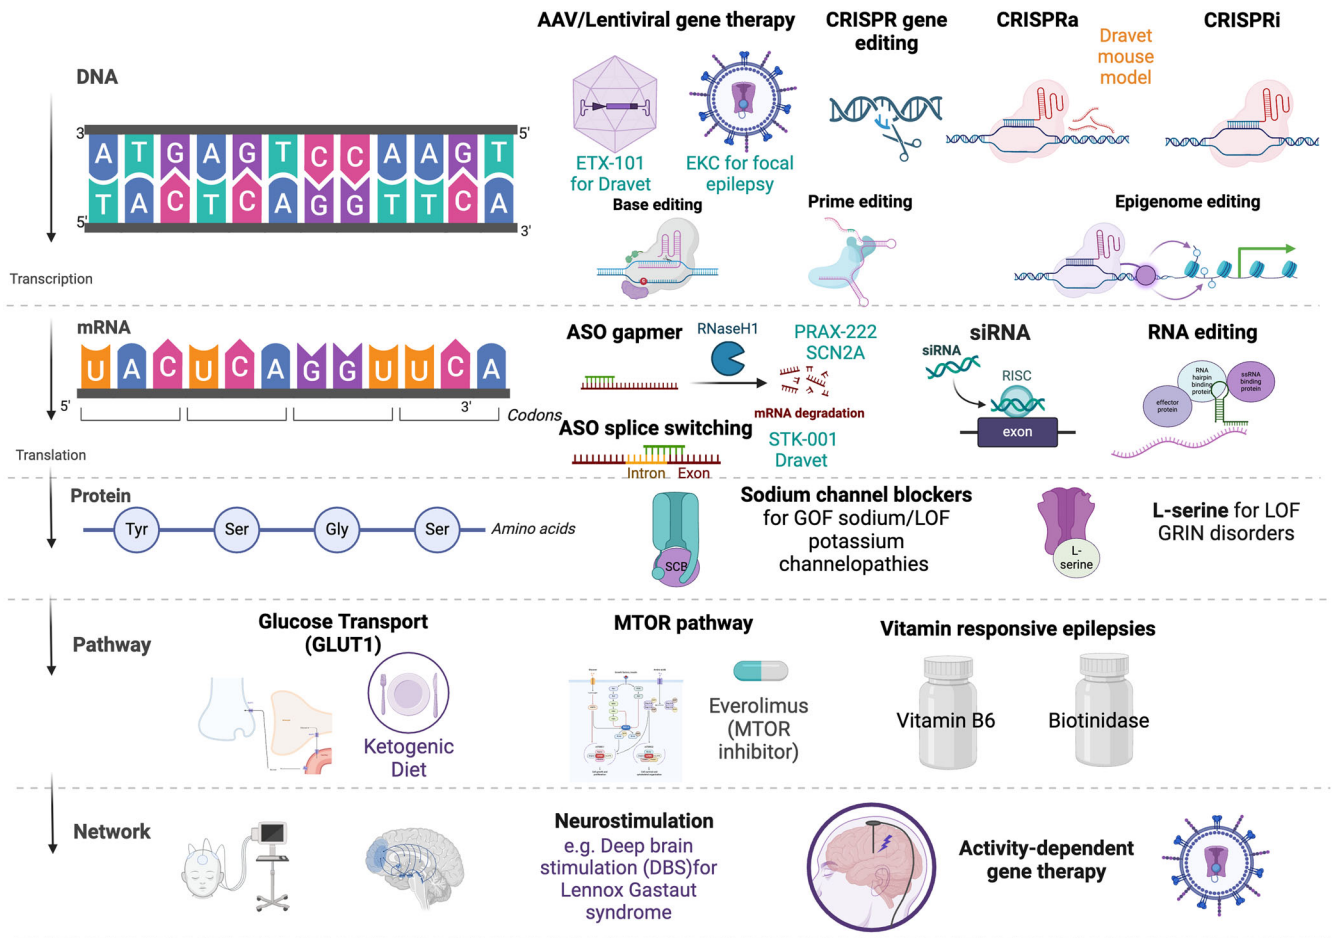 AAV/Lentiviral gene therapy
CRISPR gene
editing
CRISPRa
CRISPRi
Dravet
mouse
model
DNA
3'
5'
A T G A G T C C A A G T
T A C T C A G G T T C A
5'
3'
ETX-101
for Dravet
EKC for focal
epilepsy
Base editing
Prime editing
Epigenome editing
Transcription
mRNA
U A C U C A G G U U C A
5'
3'
Codons
ASO gapmer
RNaseH1
PRAX-222
SCN2A
mRNA degradation
ASO splice switching
Intron
Exon
STK-001
Dravet
siRNA
siRNA
RISC
exon
RNA editing
effector
protein
RNA
hairpin
binding
protein
ssRNA
binding
protein
Translation
Protein
Tyr
Ser
Gly
Ser
Amino acids
SCB
Sodium channel blockers
for GOF sodium/LOF
potassium
channelopathies
L-
serine
L-serine for LOF
GRIN disorders
Pathway
Glucose Transport
(GLUT1)
Ketogenic
Diet
MTOR pathway
Everolimus
(MTOR
inhibitor)
Vitamin responsive epilepsies
Vitamin B6
Biotinidase
Network
Neurostimulation
e.g. Deep brain
stimulation (DBS)for
Lennox Gastaut
syndrome
Activity-dependent
gene therapy